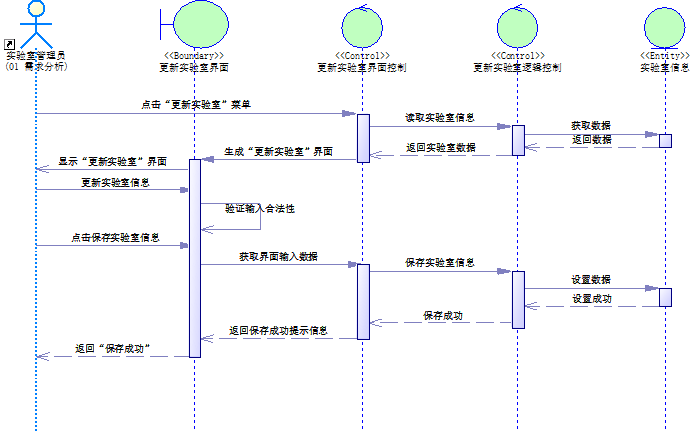 <<Boundary>>
<<Control>>
<<Control>>
<<Entity>>
实验室管理员
(01 需求分析)
更新实验室界面
更新实验室界面控制
更新实验室逻辑控制
实验室信息
点击“更新实验室”菜单
读取实验室信息
获取数据
返回数据
返回实验室数据
生成“更新实验室”界面
显示“更新实验室”界面
更新实验室信息
验证输入合法性
点击保存实验室信息
获取界面输入数据
保存实验室信息
设置数据
设置成功
保存成功
返回保存成功提示信息
返回“保存成功”